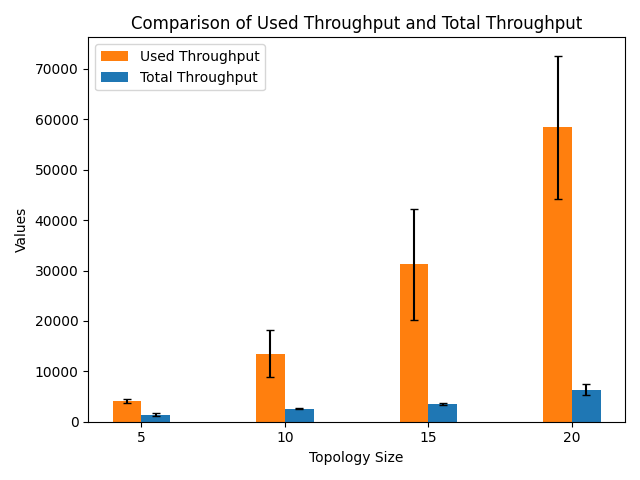 Comparison of Used Throughput and Total Throughput
Used Throughput
Total Throughput
70000
60000
50000
40000
30000
20000
10000
0
Values
5 10 15 20
Topology Size